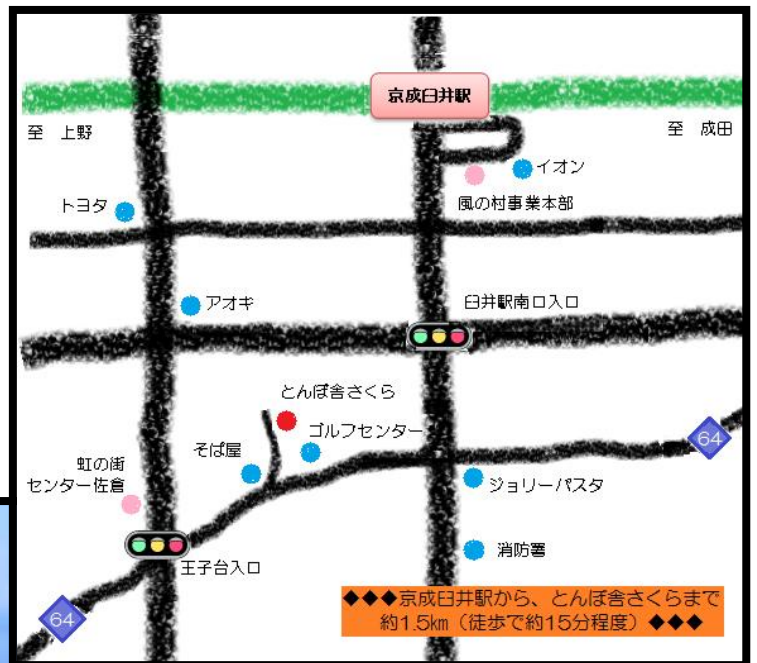 京成臼井駅
至 上野
至 成田
イオン
トヨタ
風の村事業本部
アオキ
臼井駅南口入口
とんぼ舎さくら
ゴルフセンター
そば屋
64
虹の街
センター佐倉
ジョリーパスタ
王子台入口
消防署
64
◆◆◆京成臼井駅から、とんぼ舎さくらまで
約1.5㎞（徒歩で約15分程度）◆◆◆